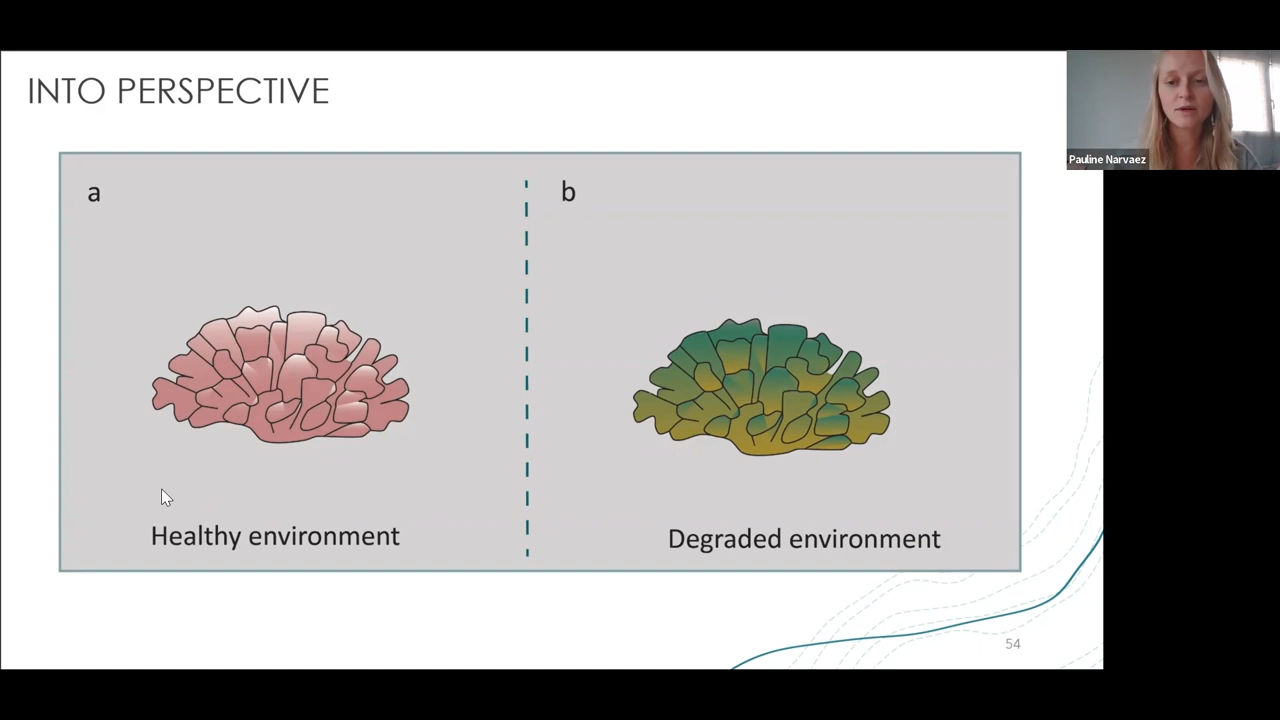 INTO PERSPECTIVE
Pauline Narvaez
a
b
Healthy environment
Degraded environment
54